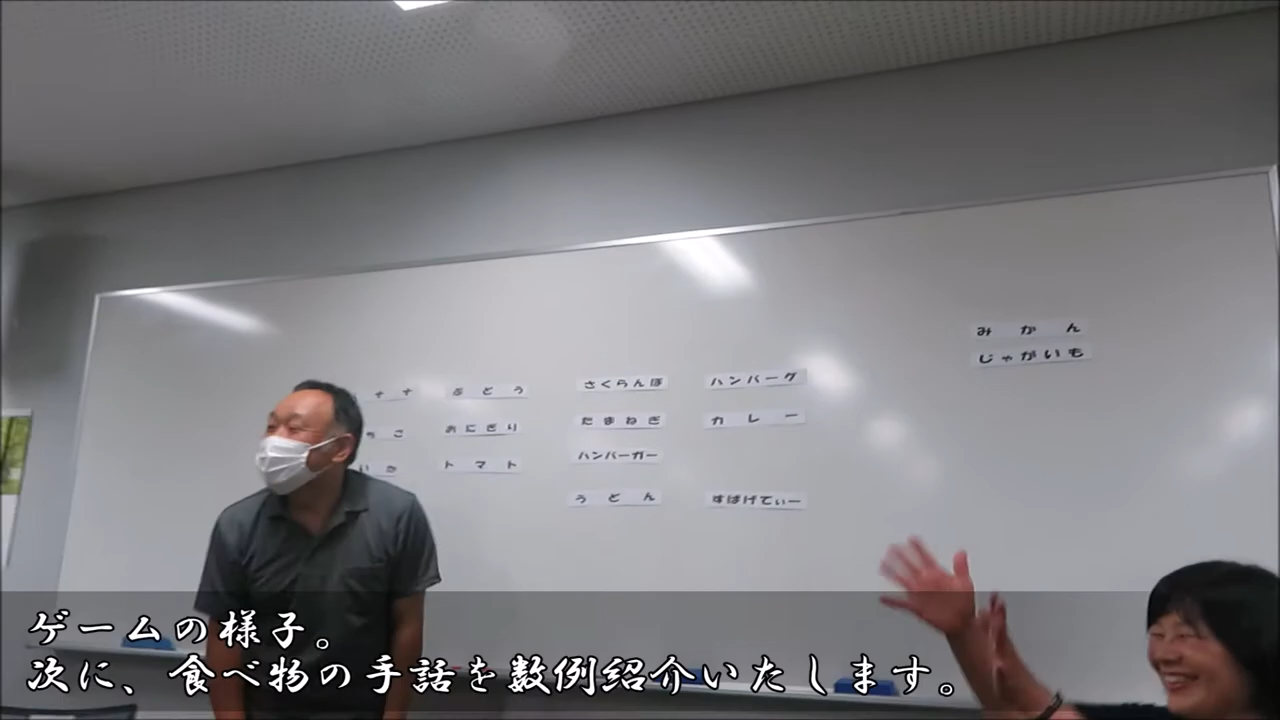 みかん
じゃがいも
ぶどう
さくらんぼ
ハンバーグ
おにぎり
たまねぎ
カレー
トマト
ハンバーガー
うどん
すぱげてぃー
ゲームの様子。
次に、食べ物の手話を数例紹介いたします。